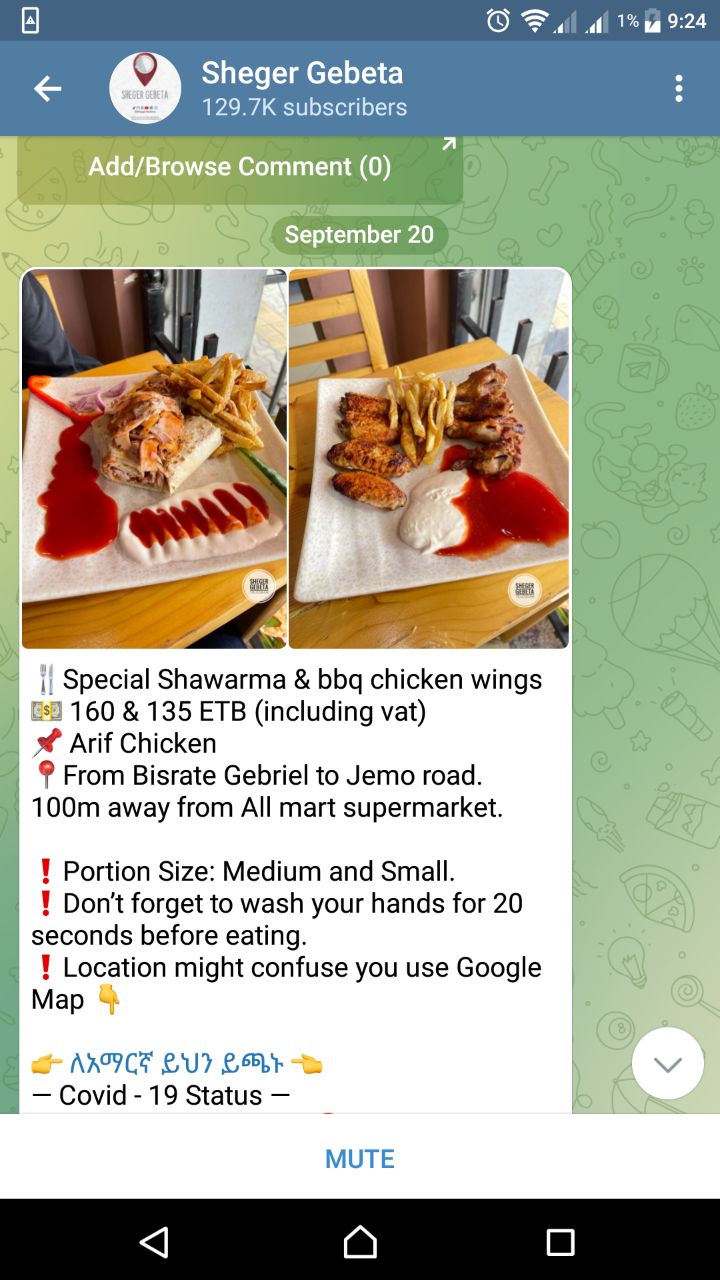 1% 9:24
Sheger Gebeta
SHEGER GEBETA
129.7K subscribers
Add/Browse Comment (0)
September 20
SHEGER
GEBETA
SHEGER
GEBETA
🍴 Special Shawarma & bbq chicken wings
💵 160 & 135 ETB (including vat)
📌 Arif Chicken
📍 From Bisrate Gebriel to Jemo road.
100m away from All mart supermarket.
❗ Portion Size: Medium and Small.
❗ Don’t forget to wash your hands for 20
seconds before eating.
❗ Location might confuse you use Google
Map 👇
👉 ለአማርኛ ይህን ይጫኑ 👈
— Covid - 19 Status —
MUTE